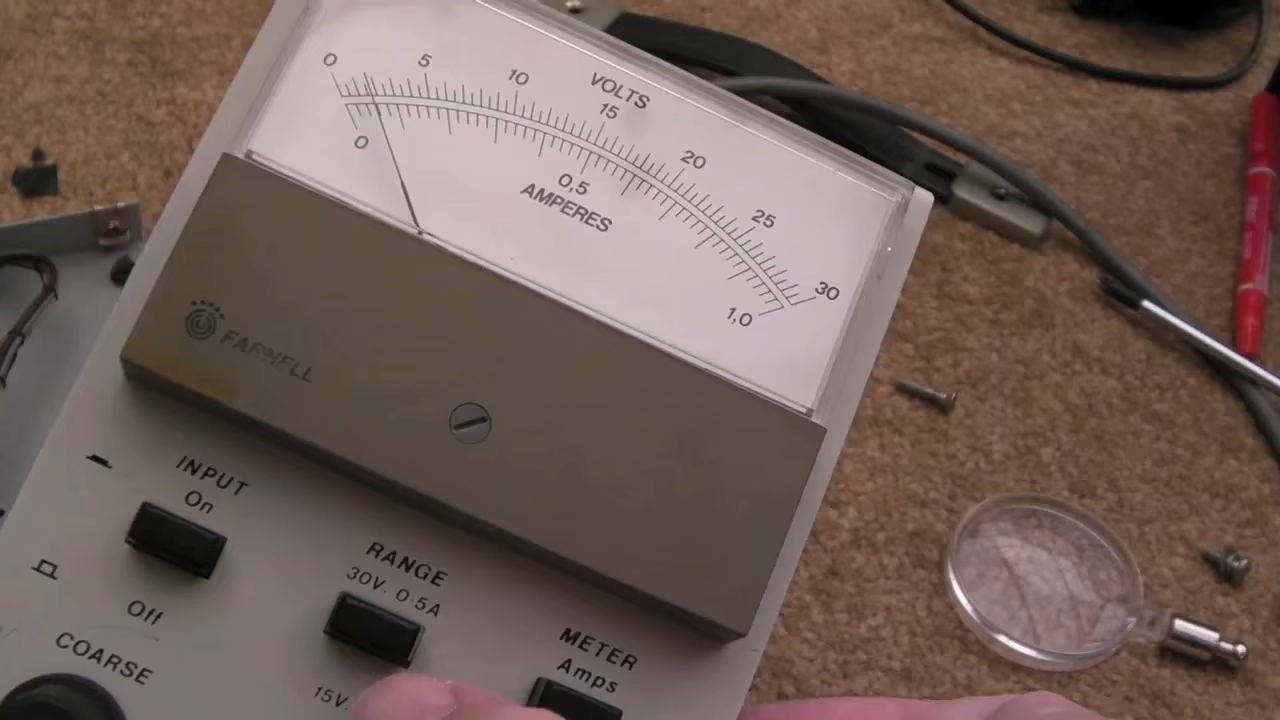 0 5 10 15 20 25 30
VOLTS
0 0,5 1,0
AMPERES
FARNELL
INPUT
On
Off
RANGE
30V. 0·5A
15V.
METER
Amps
COARSE